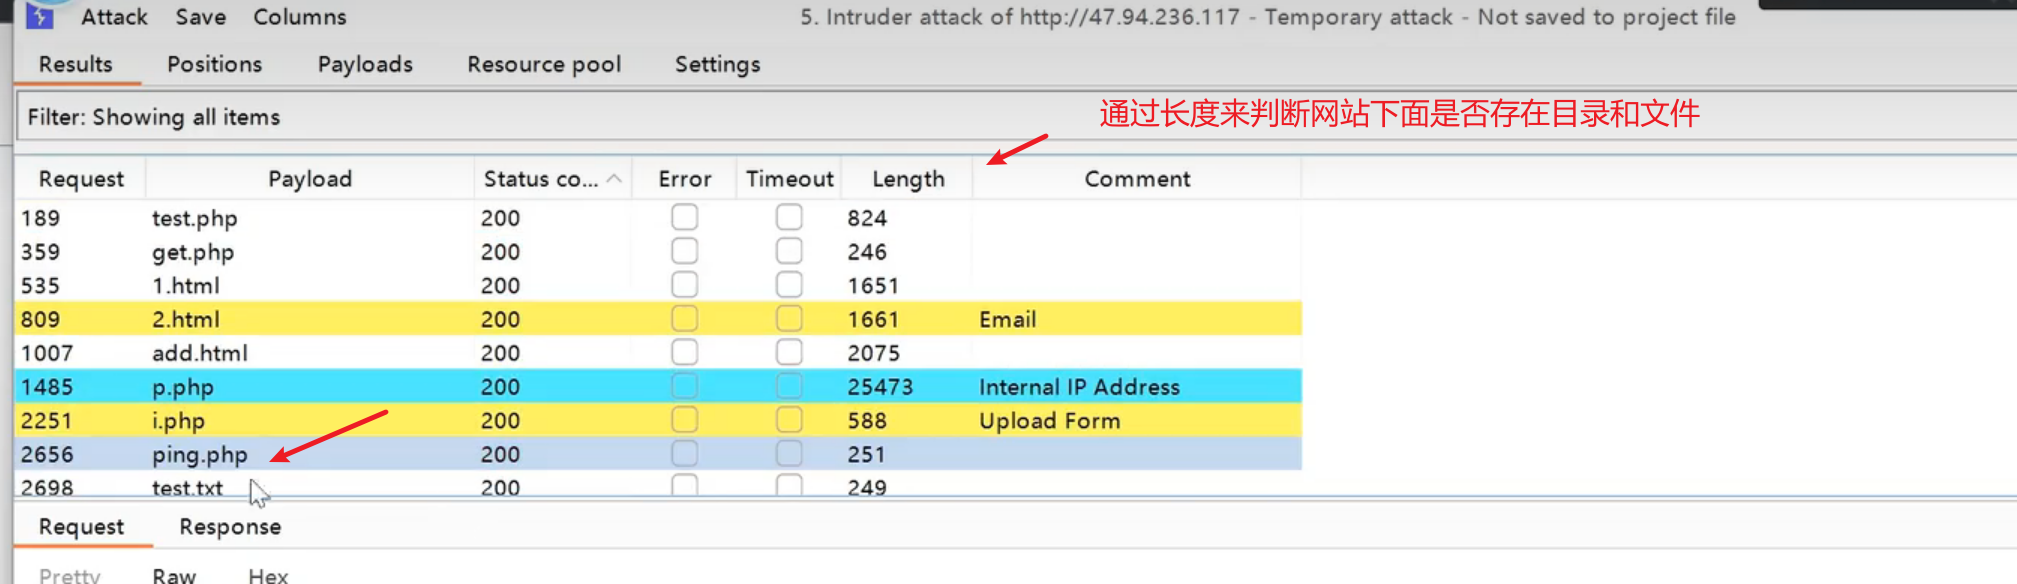 Attack Save Columns 5. Intruder attack of http://47.94.236.117 - Temporary attack - Not saved to project file
Results Positions Payloads Resource pool Settings
通过长度来判断网站下面是否存在目录和文件
Filter: Showing all items
Request Payload Status co... Error Timeout Length Comment
189 test.php 200 824
359 get.php 200 246
535 1.html 200 1651
809 2.html 200 1661 Email
1007 add.html 200 2075
1485 p.php 200 25473 Internal IP Address
2251 i.php 200 588 Upload Form
2656 ping.php 200 251
2698 test.txt 200 249
Request Response
Pretty Raw Hex